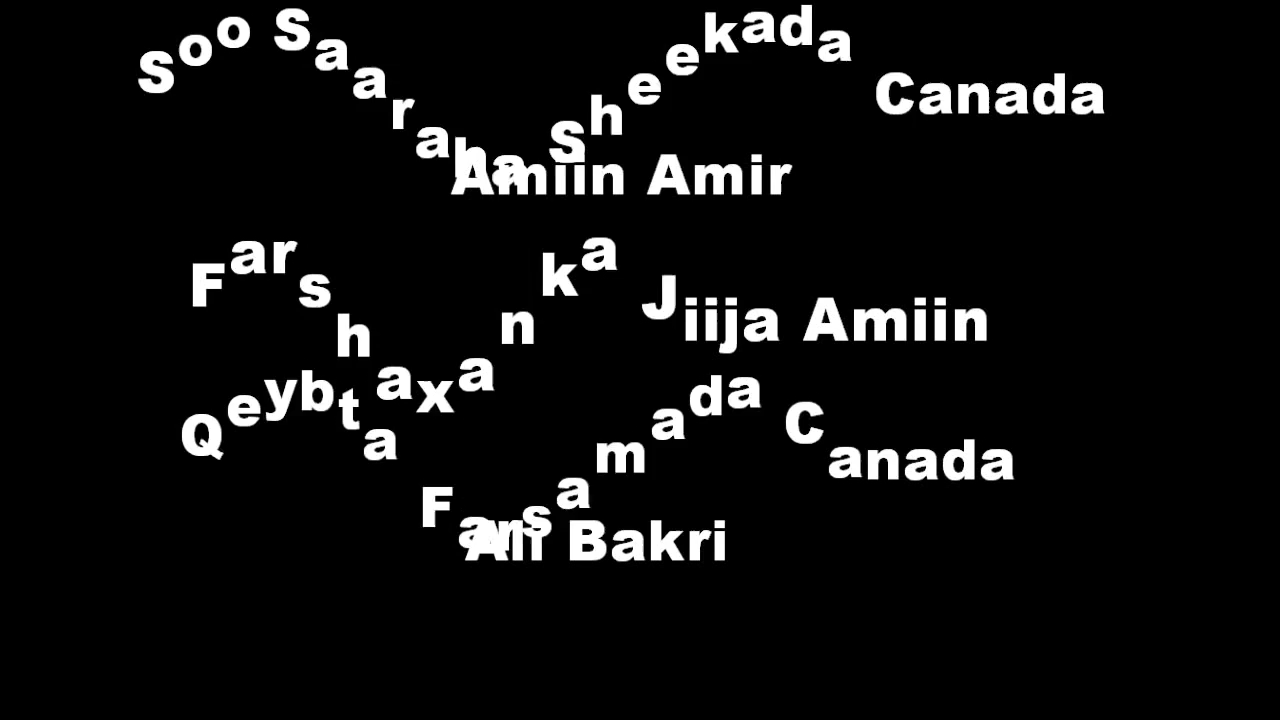 Soo Saaraha Sheekada Canada
Amiin Amir
Farshaxanka Jiija Amiin
Qeybta Farsamada Canada
Ali Bakri